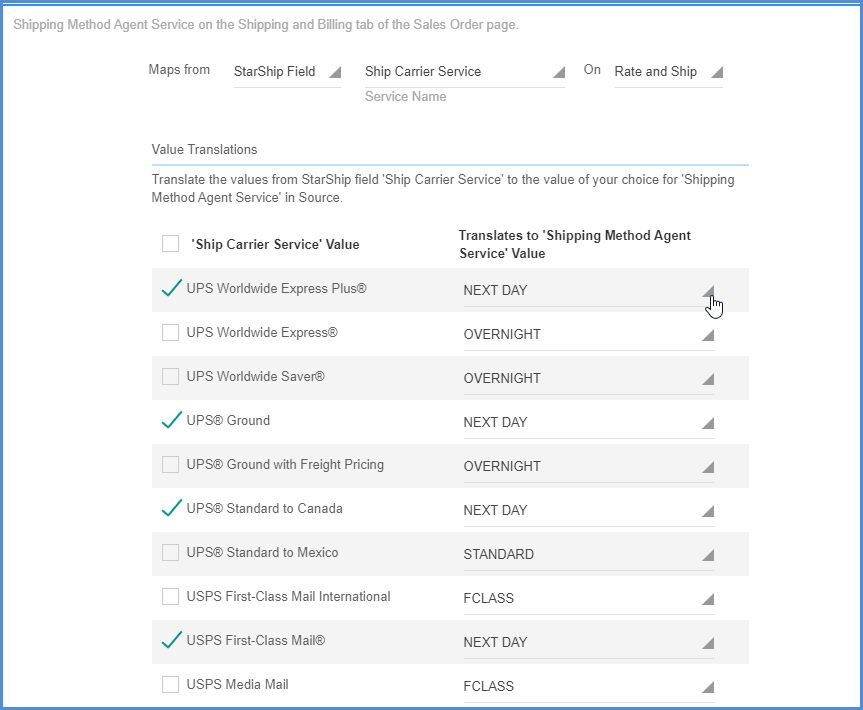 Shipping Method Agent Service on the Shipping and Billing tab of the Sales Order page.
Maps from StarShip Field Ship Carrier Service On Rate and Ship
Service Name
Value Translations
Translate the values from StarShip field 'Ship Carrier Service' to the value of your choice for 'Shipping
Method Agent Service' in Source.
'Ship Carrier Service' Value
Translates to 'Shipping Method Agent
Service' Value
UPS Worldwide Express Plus® NEXT DAY
UPS Worldwide Express® OVERNIGHT
UPS Worldwide Saver® OVERNIGHT
UPS® Ground NEXT DAY
UPS® Ground with Freight Pricing OVERNIGHT
UPS® Standard to Canada NEXT DAY
UPS® Standard to Mexico STANDARD
USPS First-Class Mail International FCLASS
USPS First-Class Mail® NEXT DAY
USPS Media Mail FCLASS